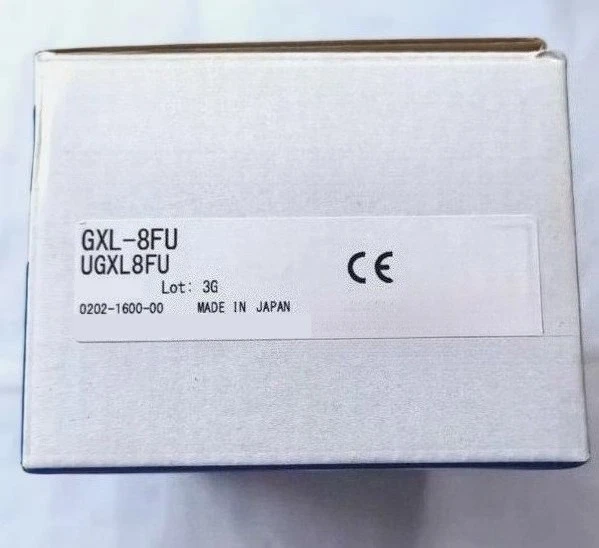 GXL-8FU
UGXL8FU
CE
Lot: 3G
0202-1600-00 MADE IN JAPAN